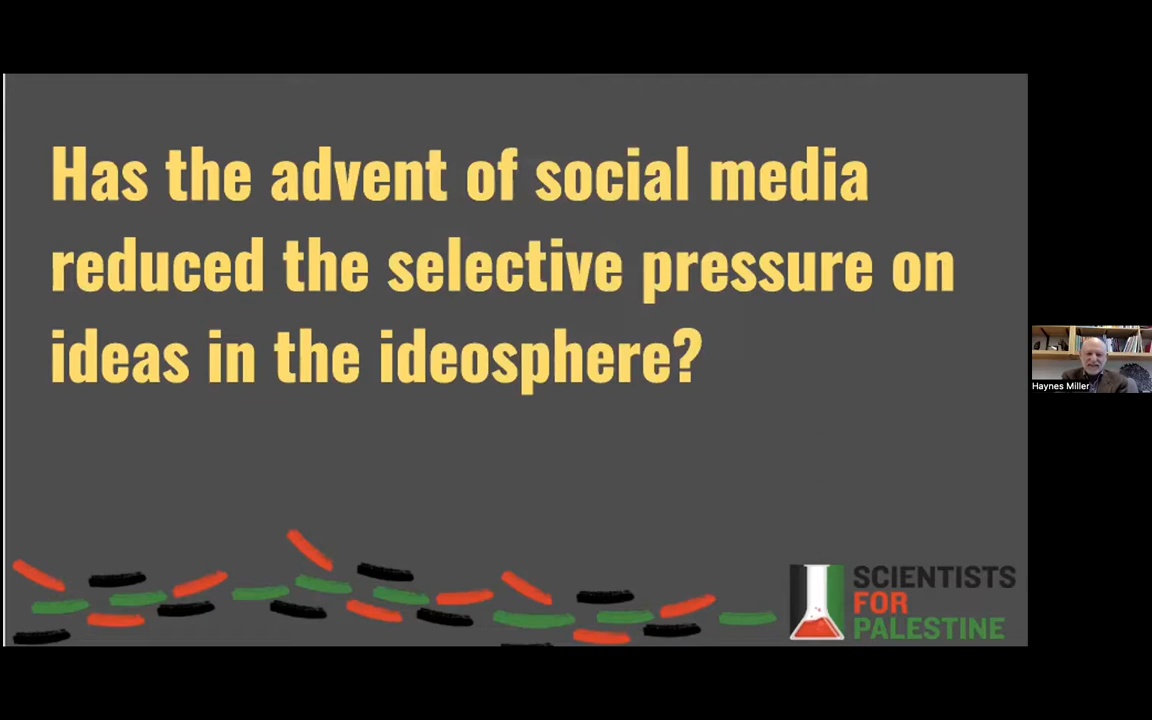 Has the advent of social media
reduced the selective pressure on
ideas in the ideosphere?
Haynes Miller
SCIENTISTS
FOR
PALESTINE